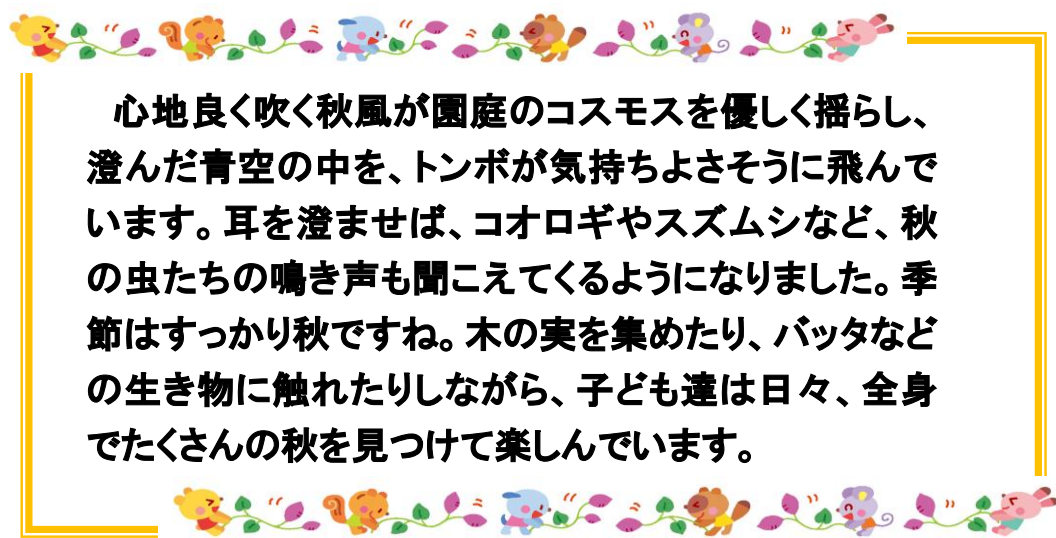 心地良く吹く秋風が園庭のコスモスを優しく揺らし、
澄んだ青空の中を、トンボが気持ちよさそうに飛んで
います。耳を澄ませば、コオロギやスズムシなど、秋
の虫たちの鳴き声も聞こえてくるようになりました。季
節はすっかり秋ですね。木の実を集めたり、バッタなど
の生き物に触れたりしながら、子ども達は日々、全身
でたくさんの秋を見つけて楽しんでいます。